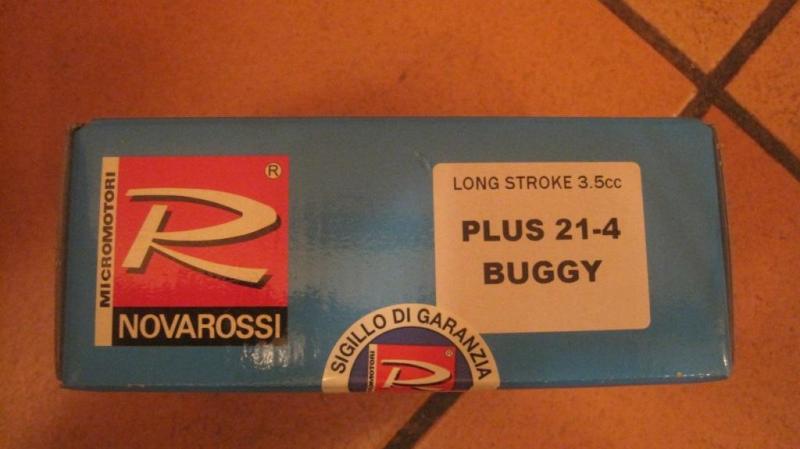 MICROMOTORI
R
®
NOVAROSSI
LONG STROKE 3.5cc
PLUS 21-4
BUGGY
SIGILLO DI GARANZIA
MICROMOTORI
R
®